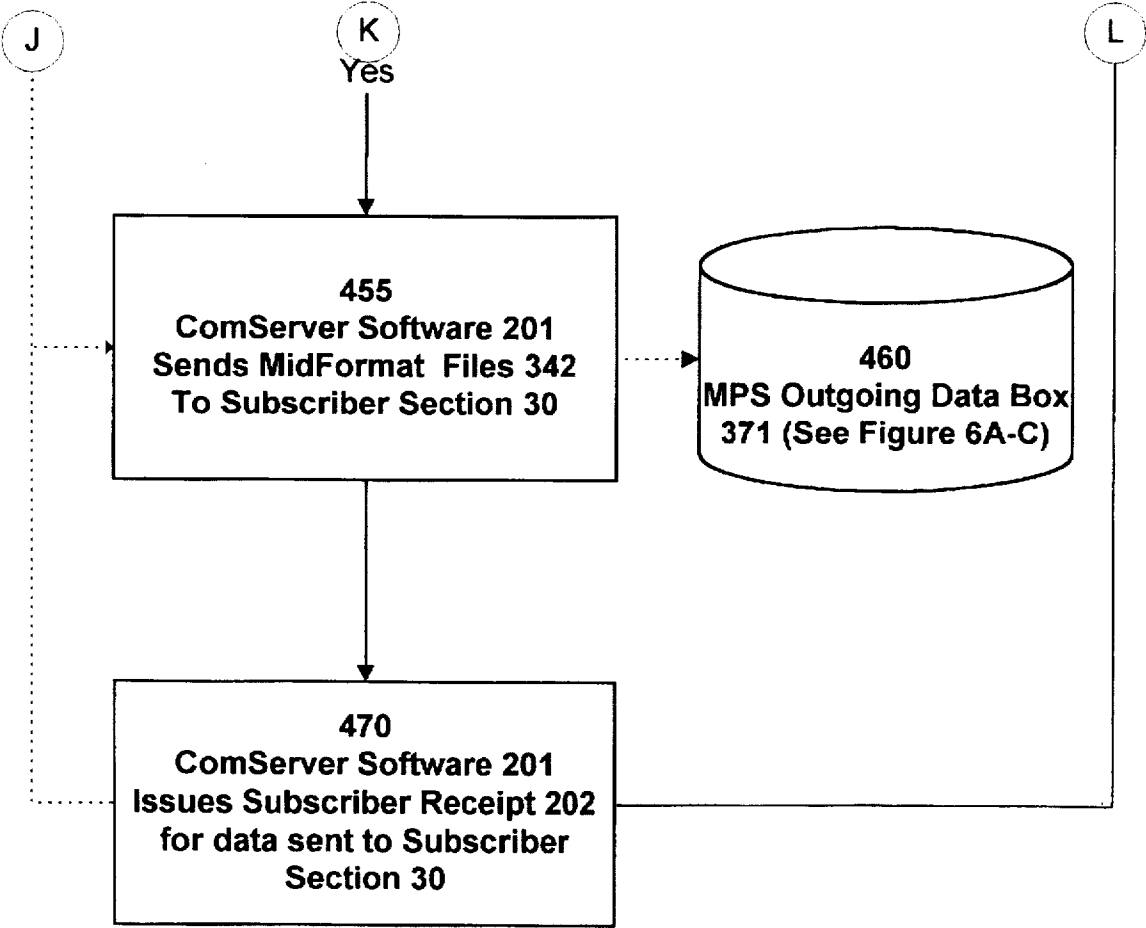 J
K
L
Yes
455
ComServer Software 201
Sends MidFormat Files 342
To Subscriber Section 30
460
MPS Outgoing Data Box
371 (See Figure 6A-C)
470
ComServer Software 201
Issues Subscriber Receipt 202
for data sent to Subscriber
Section 30